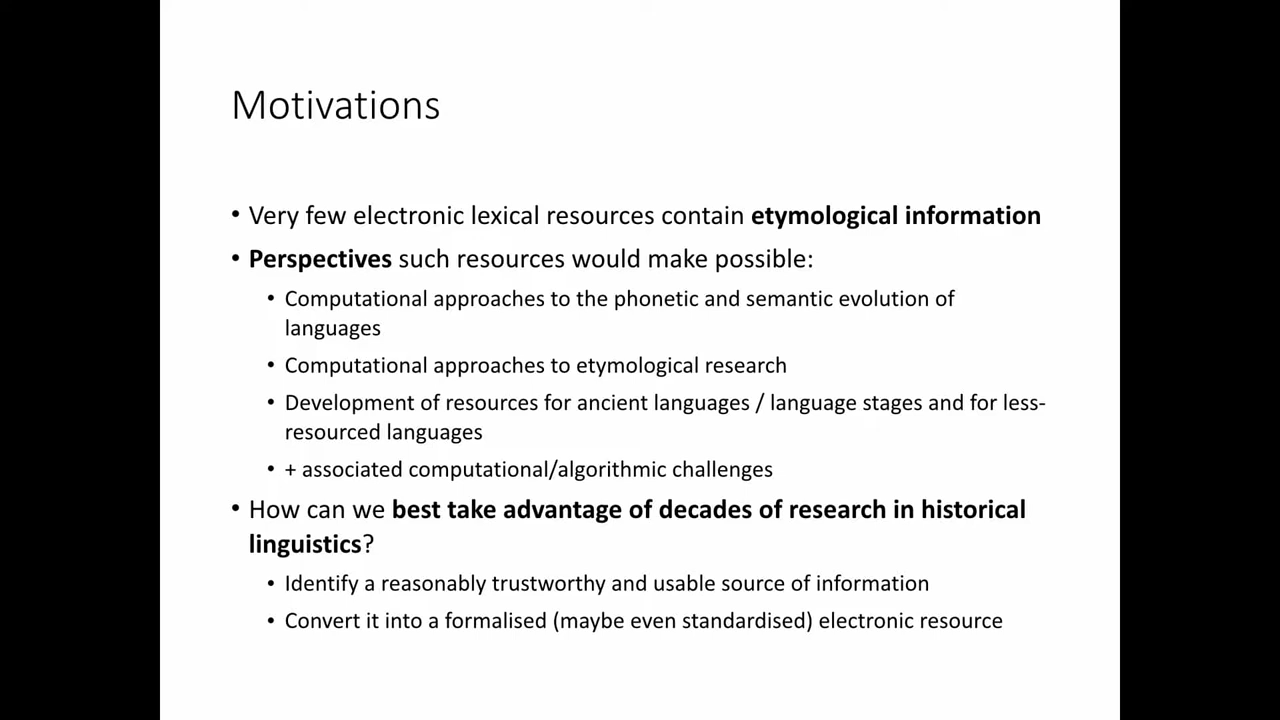 Motivations
• Very few electronic lexical resources contain etymological information
• Perspectives such resources would make possible:
• Computational approaches to the phonetic and semantic evolution of
languages
• Computational approaches to etymological research
• Development of resources for ancient languages / language stages and for less-
resourced languages
• + associated computational/algorithmic challenges
• How can we best take advantage of decades of research in historical
linguistics?
• Identify a reasonably trustworthy and usable source of information
• Convert it into a formalised (maybe even standardised) electronic resource